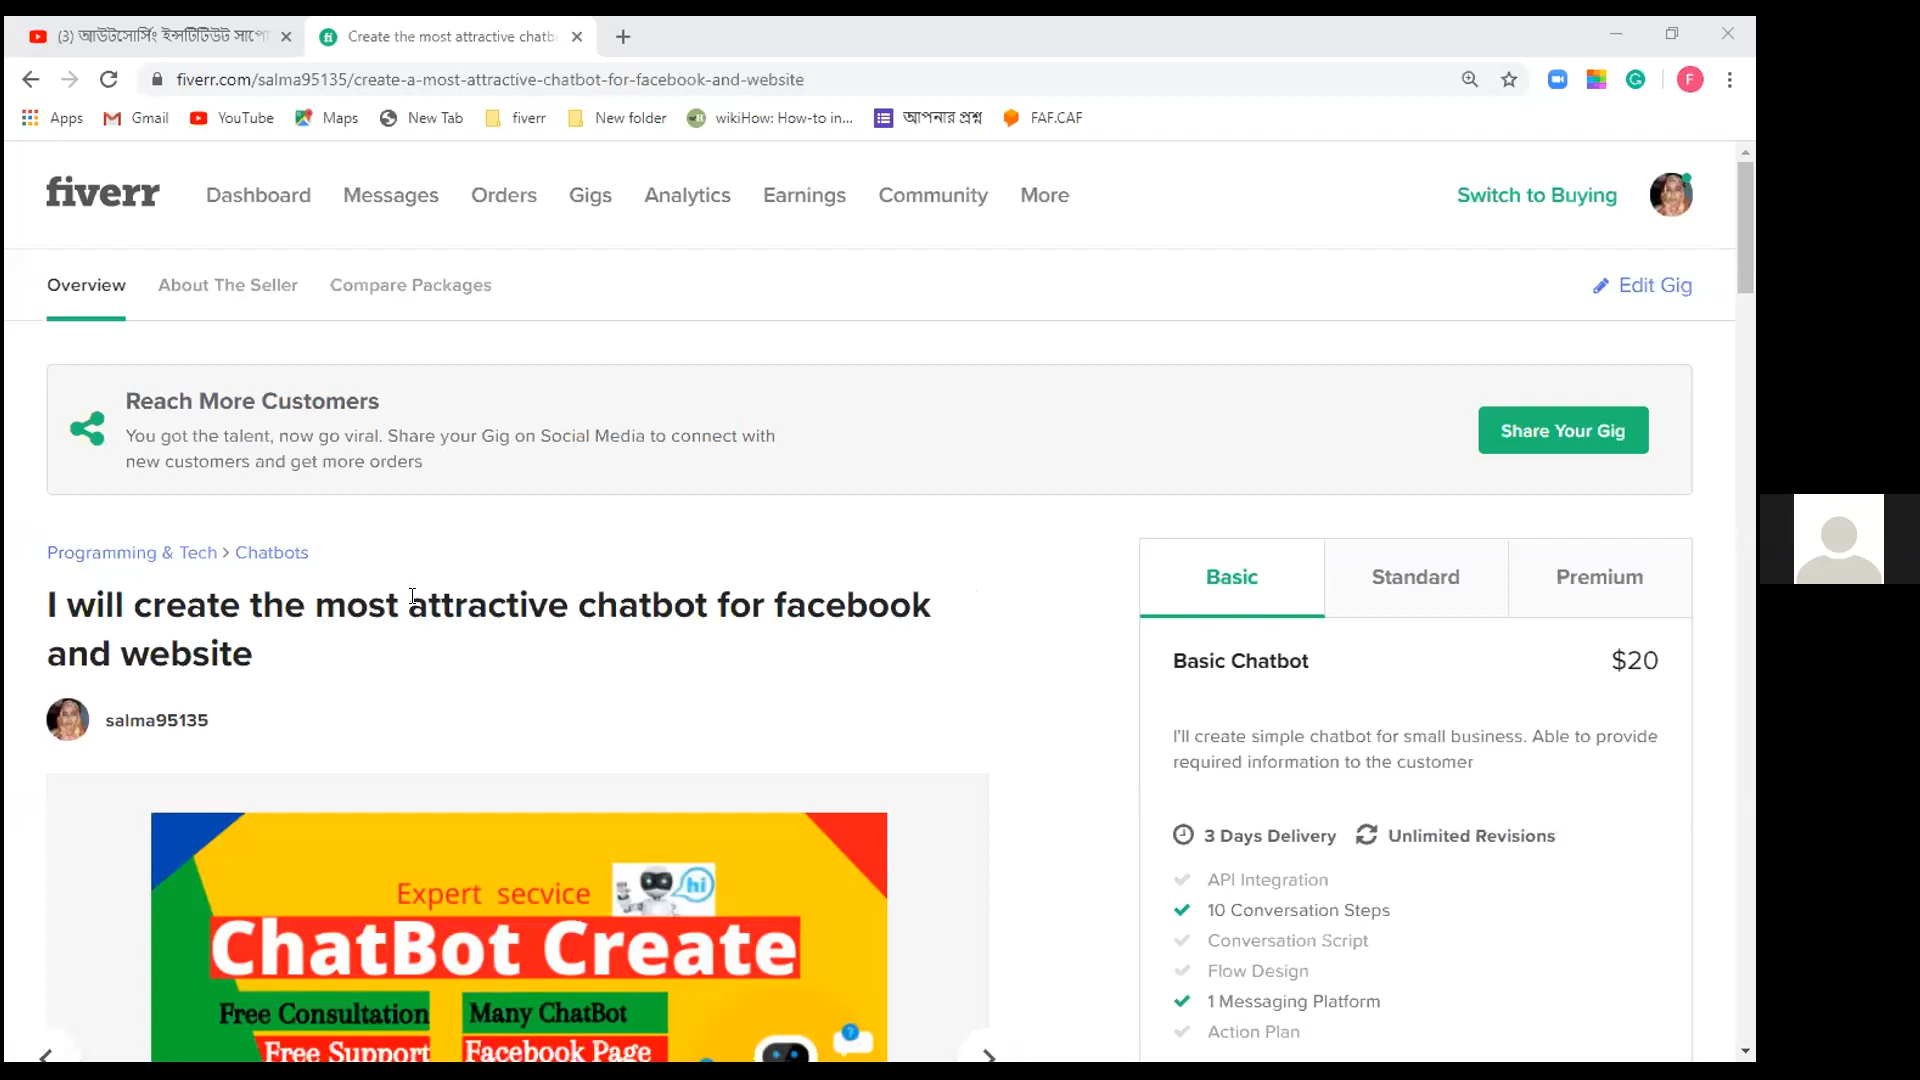 (3) আউটসোর্সিং ইন্সটিটিউট সাপো
Create the most attractive chatb
fiverr.com/salma95135/create-a-most-attractive-chatbot-for-facebook-and-website
F
Apps
Gmail
YouTube
Maps
New Tab
fiverr
New folder
wikiHow: How-to in...
আপনার প্রশ্ন
FAF.CAF
fiverr
Dashboard
Messages
Orders
Gigs
Analytics
Earnings
Community
More
Switch to Buying
Overview
About The Seller
Compare Packages
Edit Gig
Reach More Customers
You got the talent, now go viral. Share your Gig on Social Media to connect with
new customers and get more orders
Share Your Gig
Programming & Tech > Chatbots
I will create the most attractive chatbot for facebook
and website
salma95135
Expert secvice
hi
ChatBot Create
Free Consultation
Many ChatBot
Free Support
Facebook Page
?
Basic
Standard
Premium
Basic Chatbot
$20
I'll create simple chatbot for small business. Able to provide
required information to the customer
3 Days Delivery
Unlimited Revisions
API Integration
10 Conversation Steps
Conversation Script
Flow Design
1 Messaging Platform
Action Plan